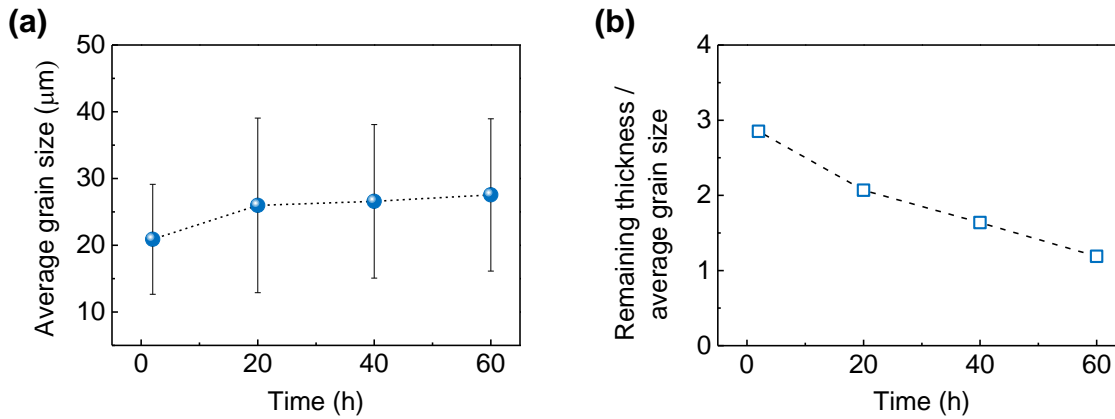 (a)
50
40
30
20
10
0
20
40
60
Time (h)
Average grain size (μm)
(b)
4
3
2
1
0
0
20
40
60
Time (h)
Remaining thickness /
average grain size